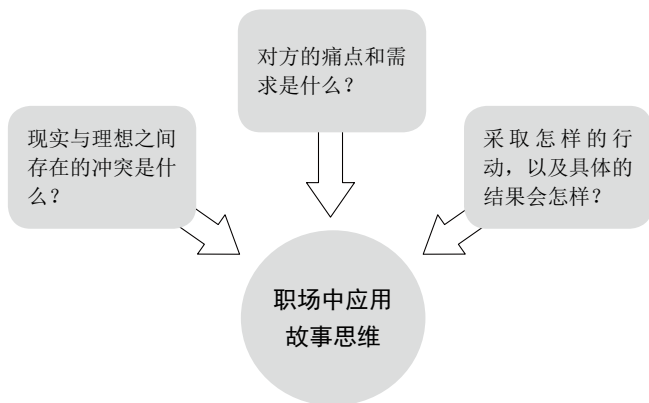 对方的痛点和需
求是什么？
现实与理想之间
存在的冲突是什
么？
采取怎样的行
动，以及具体的
结果会怎样？
职场中应用
故事思维